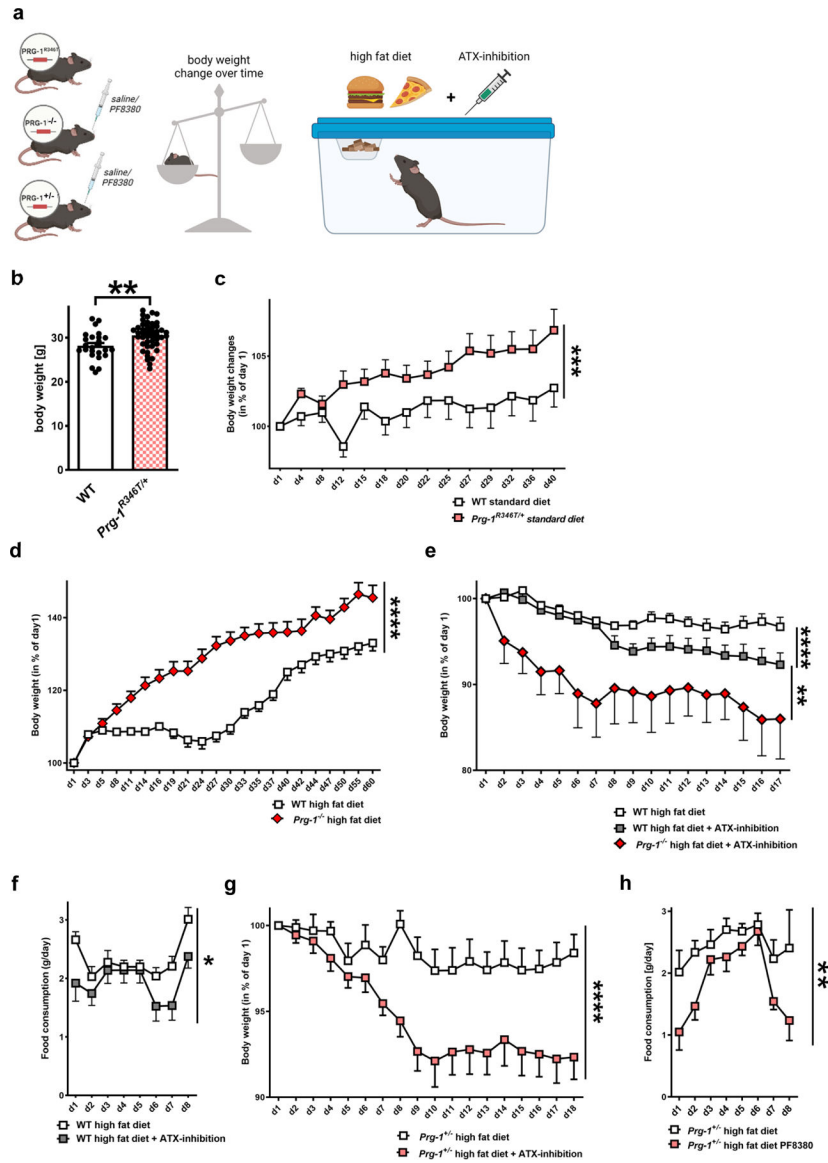 a
PRG-1R346T
body weight
change over time
high fat diet
ATX-inhibition
+
saline/
PF8380
PRG-1-/-
saline/
PF8380
PRG-1+/-
b
**
body weight [g]
30
20
10
0
WT
Prg-1R346T/+
c
Body weight changes
(in % of day 1)
105
100
***
d1 d4 d8 d12 d15 d18 d20 d22 d25 d27 d29 d32 d36 d40
WT standard diet
Prg-1R346T/+ standard diet
d
Body weight (in % of day1)
140
120
100
****
d1 d3 d5 d8 d11 d14 d16 d19 d21 d24 d27 d30 d33 d35 d37 d40 d42 d44 d47 d50 d55 d60
WT high fat diet
Prg-1-/- high fat diet
e
Body weight (in % of day 1)
100
90
80
****
**
d1 d2 d3 d4 d5 d6 d7 d8 d9 d10 d11 d12 d13 d14 d15 d16 d17
WT high fat diet
WT high fat diet + ATX-inhibition
Prg-1-/- high fat diet + ATX-inhibition
f
Food consumption (g/day)
3
2
1
0
*
d1 d2 d3 d4 d5 d6 d7 d8
WT high fat diet
WT high fat diet + ATX-inhibition
g
Body weight (in % of day 1)
100
95
90
****
d1 d2 d3 d4 d5 d6 d7 d8 d9 d10 d11 d12 d13 d14 d15 d16 d17 d18
Prg-1+/- high fat diet
Prg-1+/- high fat diet + ATX-inhibition
h
Food consumption [g/day]
3
2
1
0
**
d1 d2 d3 d4 d5 d6 d7 d8
Prg-1+/- high fat diet
Prg-1+/- high fat diet PF8380